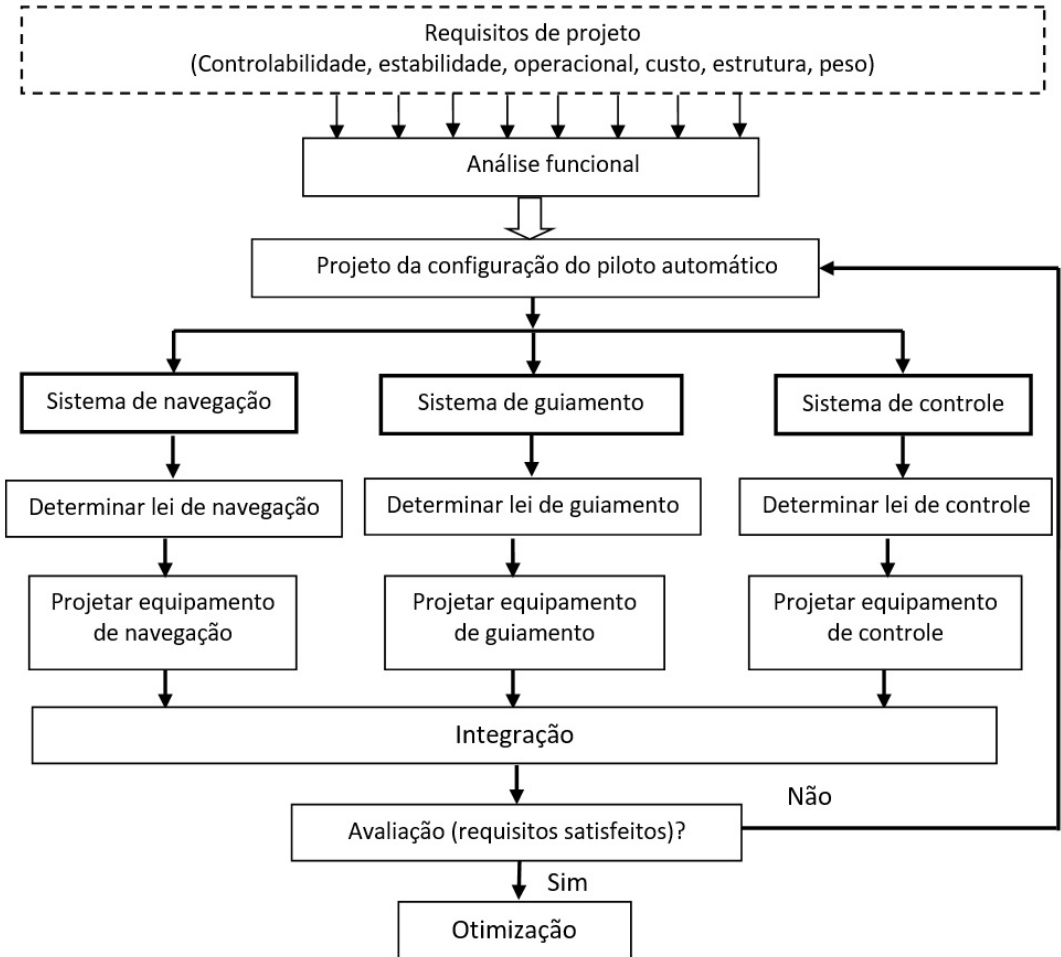 Requisitos de projeto
(Controlabilidade, estabilidade, operacional, custo, estrutura, peso)
Análise funcional
Projeto da configuração do piloto automático
Sistema de navegação
Sistema de guiamento
Sistema de controle
Determinar lei de navegação
Determinar lei de guiamento
Determinar lei de controle
Projetar equipamento
de navegação
Projetar equipamento
de guiamento
Projetar equipamento
de controle
Integração
Não
Avaliação (requisitos satisfeitos)?
Sim
Otimização